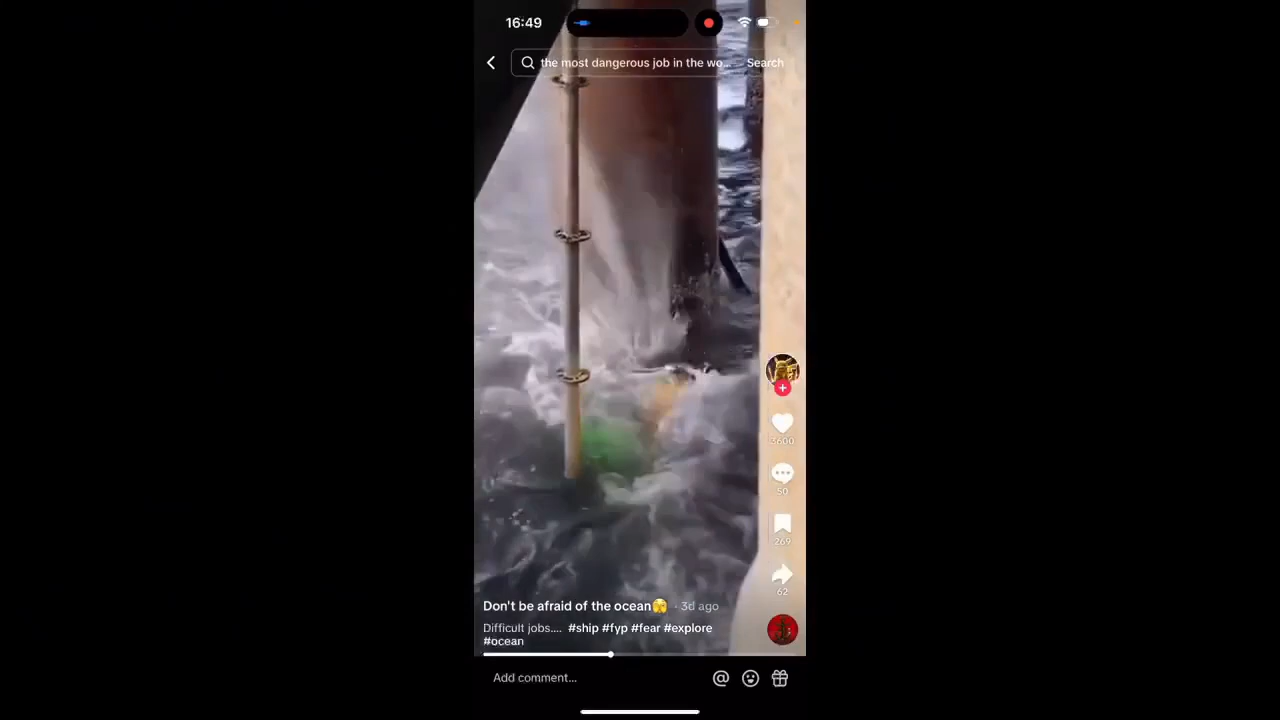 16:49
the most dangerous job in the wo... Search
3600
50
269
62
Don't be afraid of the ocean🫣 · 3d ago
Difficult jobs.... #ship #fyp #fear #explore
#ocean
Add comment...